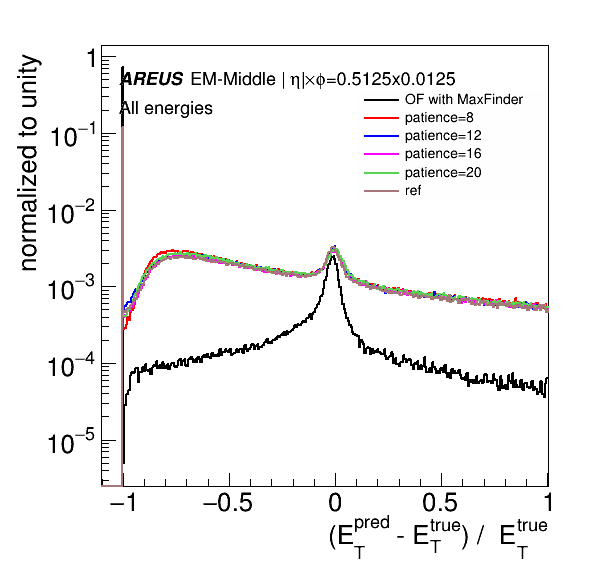 AREUS EM-Middle | η|×ϕ=0.5125x0.0125
All energies
OF with MaxFinder
patience=8
patience=12
patience=16
patience=20
ref
normalized to unity
1
10⁻¹
10⁻²
10⁻³
10⁻⁴
10⁻⁵
−1 −0.5 0 0.5 1
(E_T^pred - E_T^true) / E_T^true